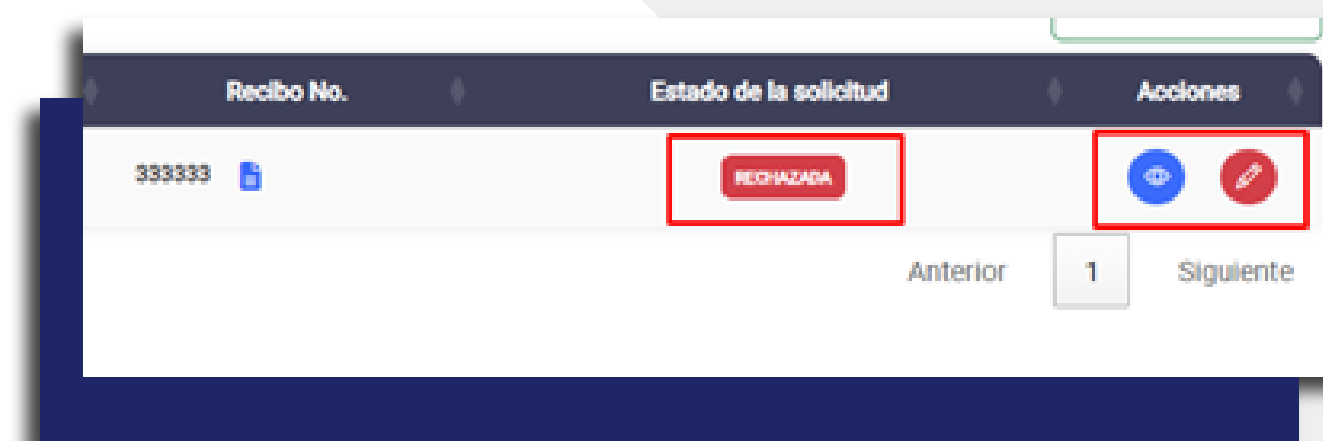 Recibo No. Estado de la solicitud Acciones
333333 RECHAZADA
Anterior 1 Siguiente